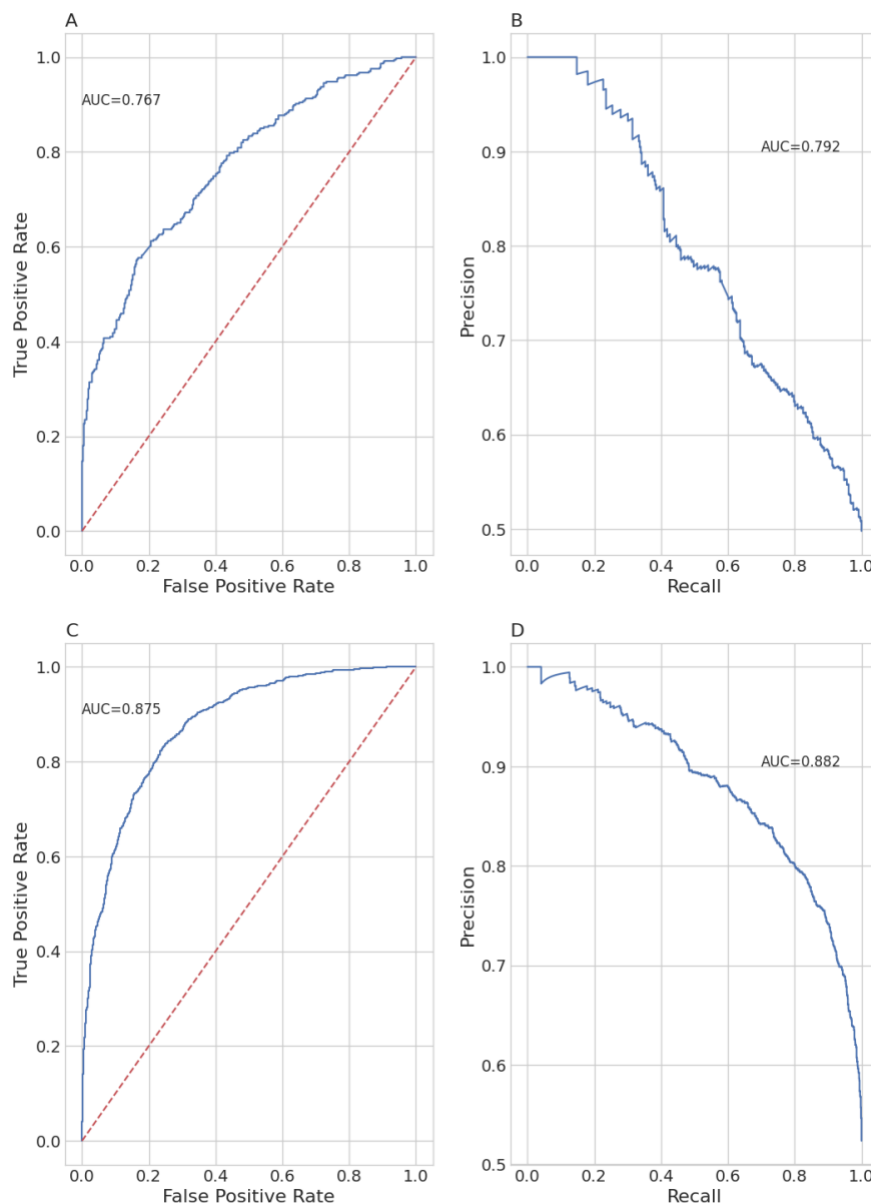 A
1.0
0.8
0.6
0.4
0.2
0.0
True Positive Rate
AUC=0.767
0.0 0.2 0.4 0.6 0.8 1.0
False Positive Rate
B
1.0
0.9
0.8
0.7
0.6
0.5
Precision
AUC=0.792
0.0 0.2 0.4 0.6 0.8 1.0
Recall
C
1.0
0.8
0.6
0.4
0.2
0.0
True Positive Rate
AUC=0.875
0.0 0.2 0.4 0.6 0.8 1.0
False Positive Rate
D
1.0
0.9
0.8
0.7
0.6
0.5
Precision
AUC=0.882
0.0 0.2 0.4 0.6 0.8 1.0
Recall